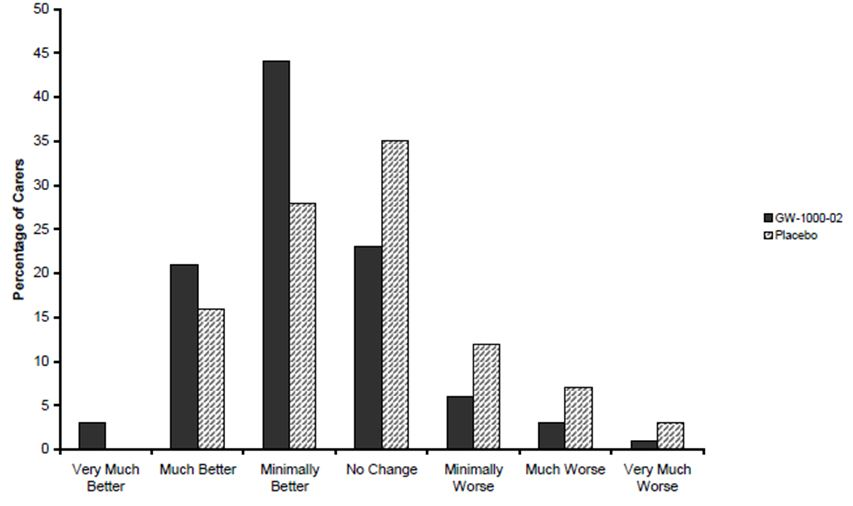 50
45
40
35
30
25
20
15
10
5
0
Percentage of Carers
Very Much
Better
Much Better
Minimally
Better
No Change
Minimally
Worse
Much Worse
Very Much
Worse
GW-1000-02
Placebo